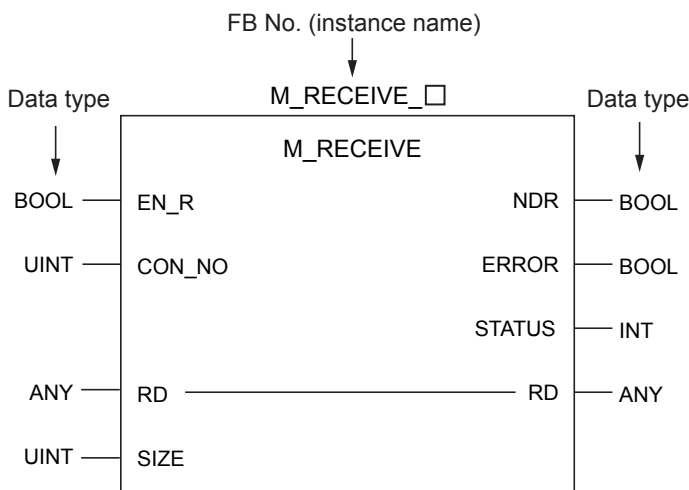 FB No. (instance name)
Data type M_RECEIVE_□ Data type
M_RECEIVE
BOOL EN_R NDR BOOL
UINT CON_NO ERROR BOOL
STATUS INT
ANY RD RD ANY
UINT SIZE